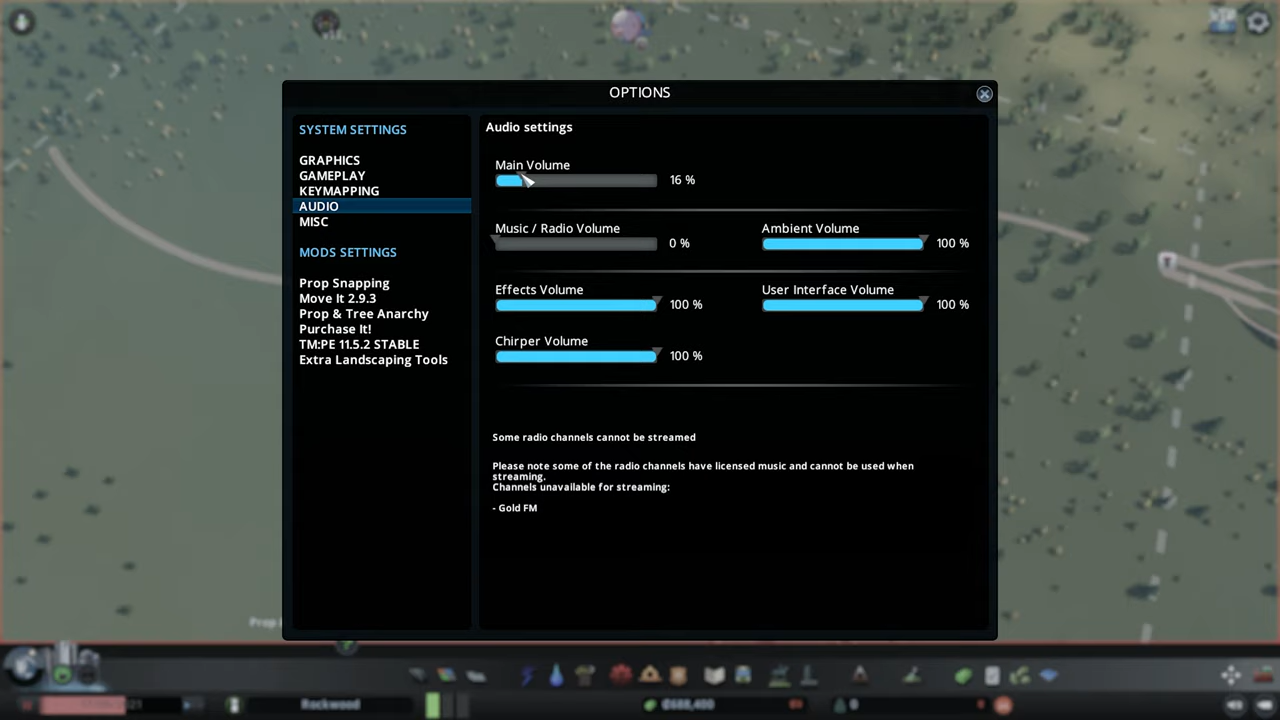 OPTIONS
SYSTEM SETTINGS
GRAPHICS
GAMEPLAY
KEYMAPPING
AUDIO
MISC
MODS SETTINGS
Prop Snapping
Move It 2.9.3
Prop & Tree Anarchy
Purchase It!
TM:PE 11.5.2 STABLE
Extra Landscaping Tools
Audio settings
Main Volume
16 %
Music / Radio Volume
0 %
Ambient Volume
100 %
Effects Volume
100 %
User Interface Volume
100 %
Chirper Volume
100 %
Some radio channels cannot be streamed
Please note some of the radio channels have licensed music and cannot be used when
streaming.
Channels unavailable for streaming:
- Gold FM
Rockwood
₡688,400
0